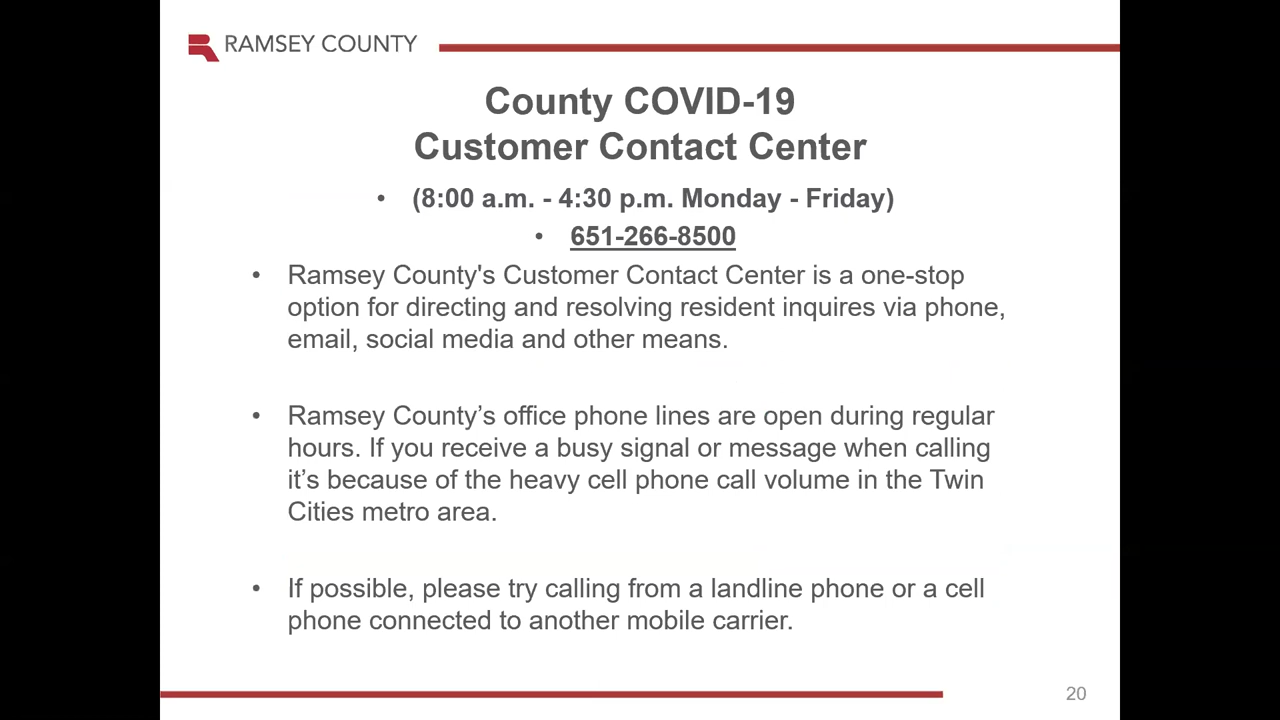 RAMSEY COUNTY
County COVID-19
Customer Contact Center
• (8:00 a.m. - 4:30 p.m. Monday - Friday)
• 651-266-8500
• Ramsey County's Customer Contact Center is a one-stop
option for directing and resolving resident inquires via phone,
email, social media and other means.
• Ramsey County’s office phone lines are open during regular
hours. If you receive a busy signal or message when calling
it’s because of the heavy cell phone call volume in the Twin
Cities metro area.
• If possible, please try calling from a landline phone or a cell
phone connected to another mobile carrier.
20